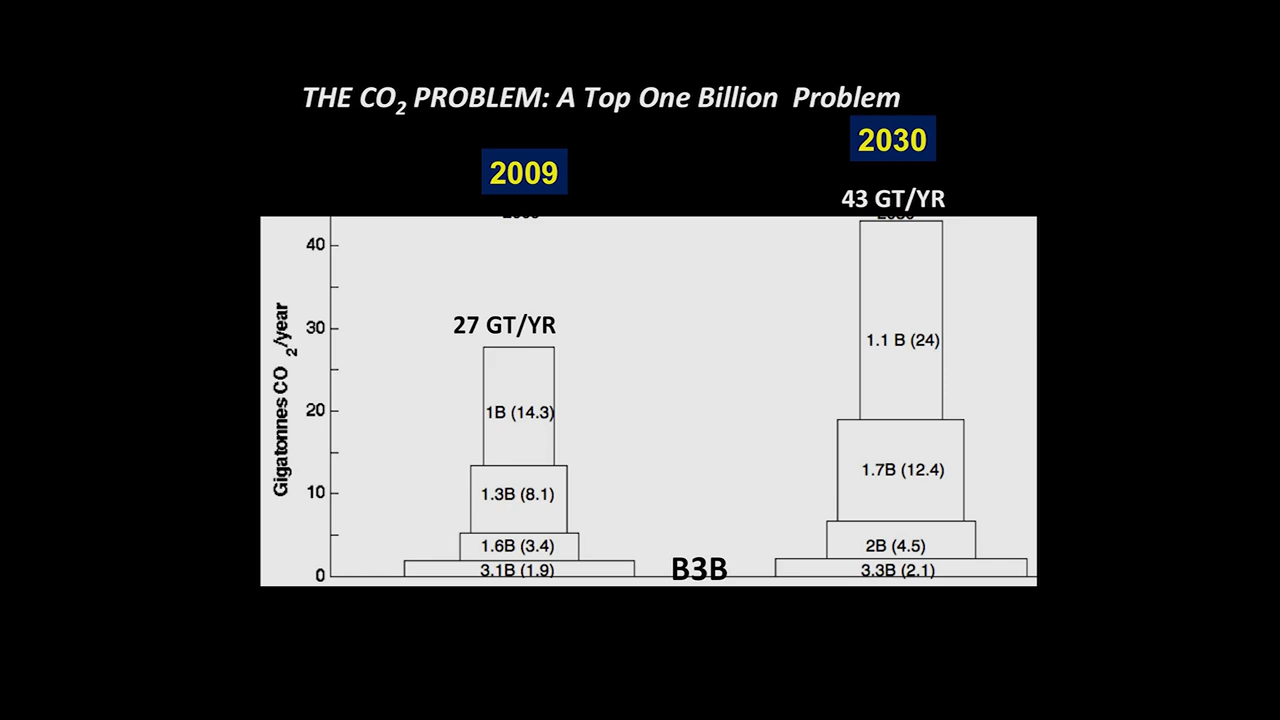 THE CO2 PROBLEM: A Top One Billion Problem
2030
2009
43 GT/YR
40
27 GT/YR
30
1.1 B (24)
20
1B (14.3)
1.7B (12.4)
10
1.3B (8.1)
1.6B (3.4)
2B (4.5)
0
3.1B (1.9)
B3B
3.3B (2.1)
Gigatonnes CO2/year